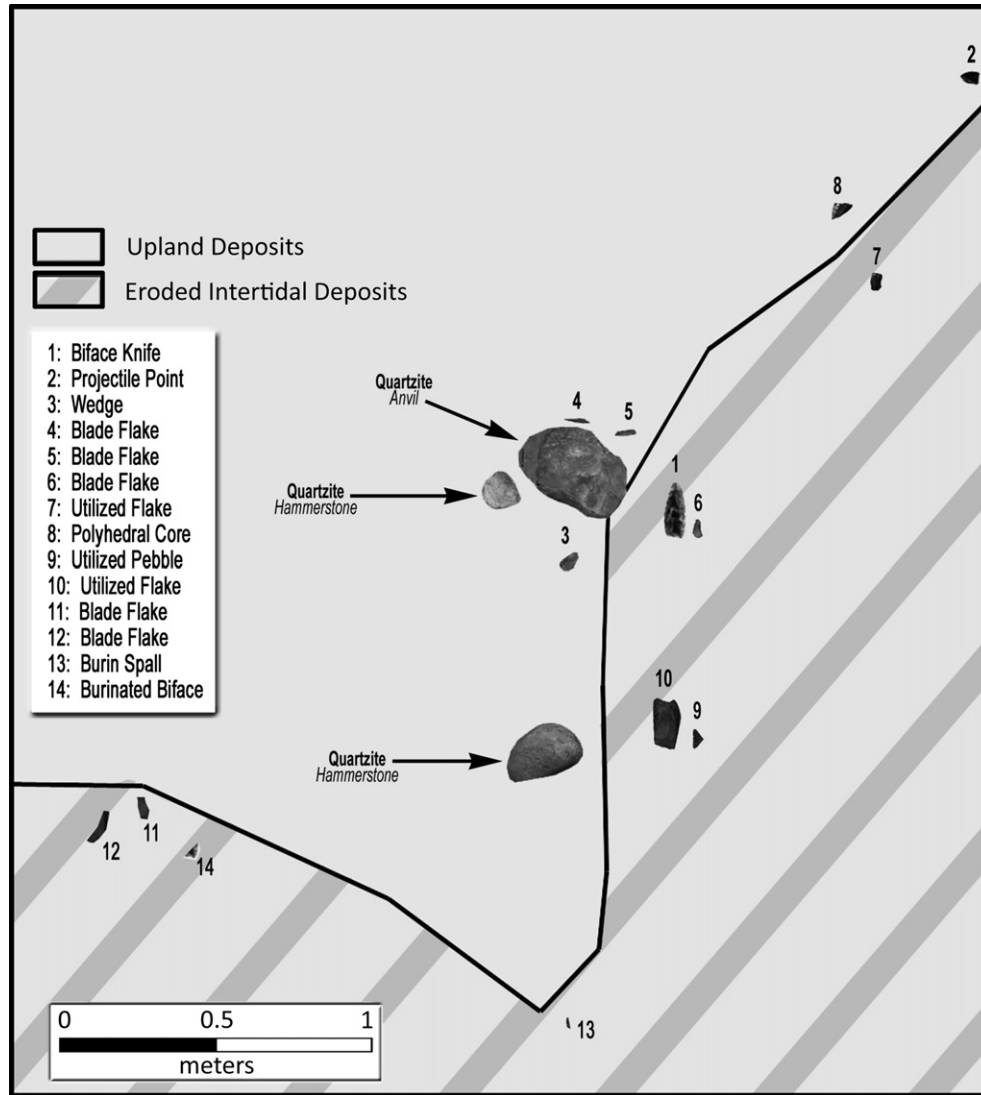 2
8
7
Upland Deposits
Eroded Intertidal Deposits
1: Biface Knife
2: Projectile Point
3: Wedge
4: Blade Flake
5: Blade Flake
6: Blade Flake
7: Utilized Flake
8: Polyhedral Core
9: Utilized Pebble
10: Utilized Flake
11: Blade Flake
12: Blade Flake
13: Burin Spall
14: Burinated Biface
Quartzite
Anvil
4
5
1
6
Quartzite
Hammerstone
3
10
9
Quartzite
Hammerstone
11
12
14
13
0 0.5 1
meters